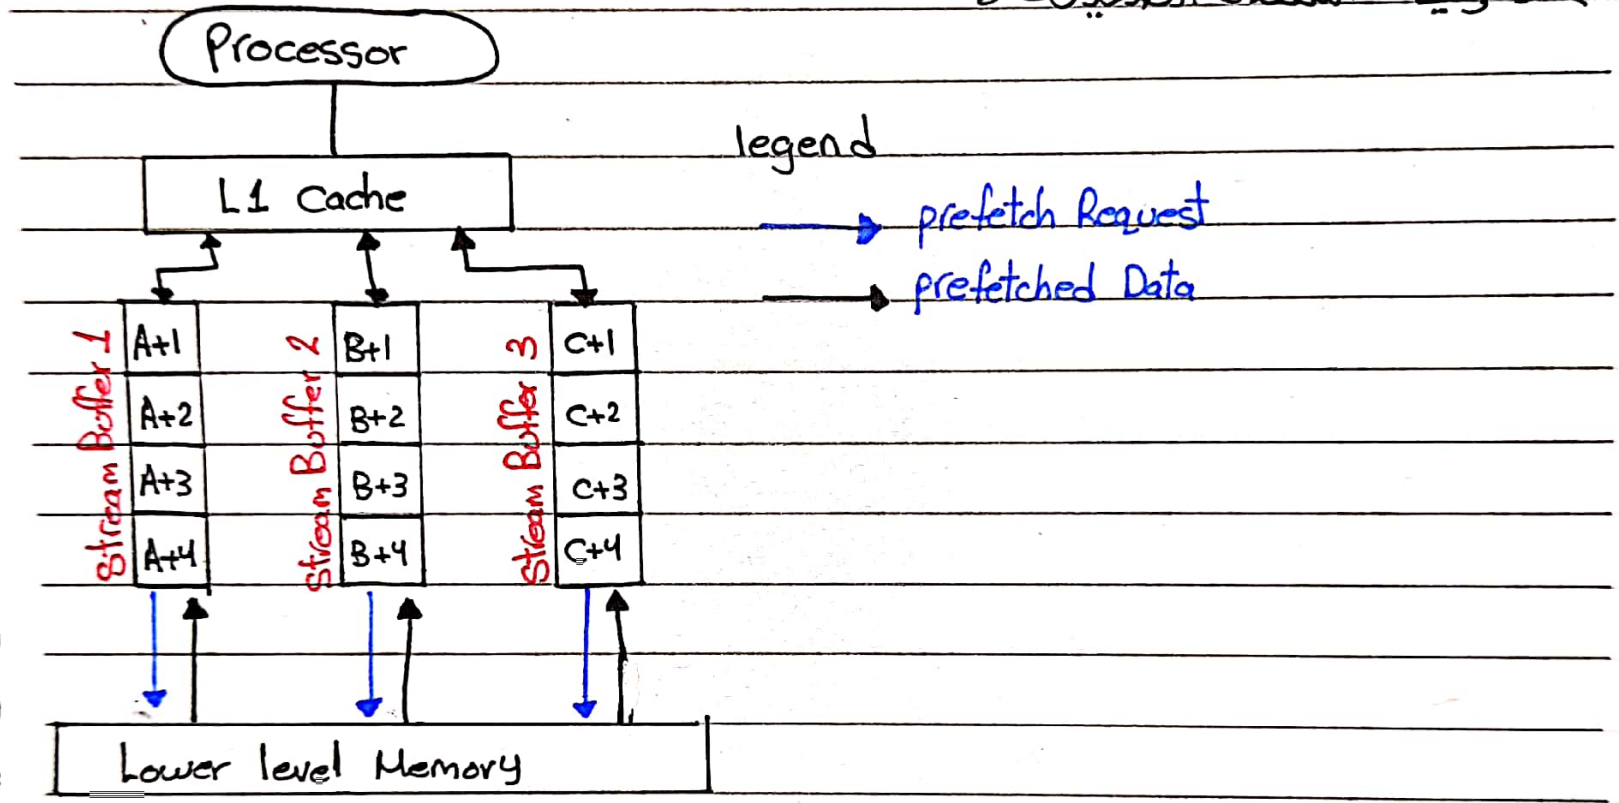 Processor
legend
L1 Cache
prefetch Request
prefetched Data
Stream Buffer 1
A+1
A+2
A+3
A+4
Stream Buffer 2
B+1
B+2
B+3
B+4
Stream Buffer 3
C+1
C+2
C+3
C+4
Lower level Memory